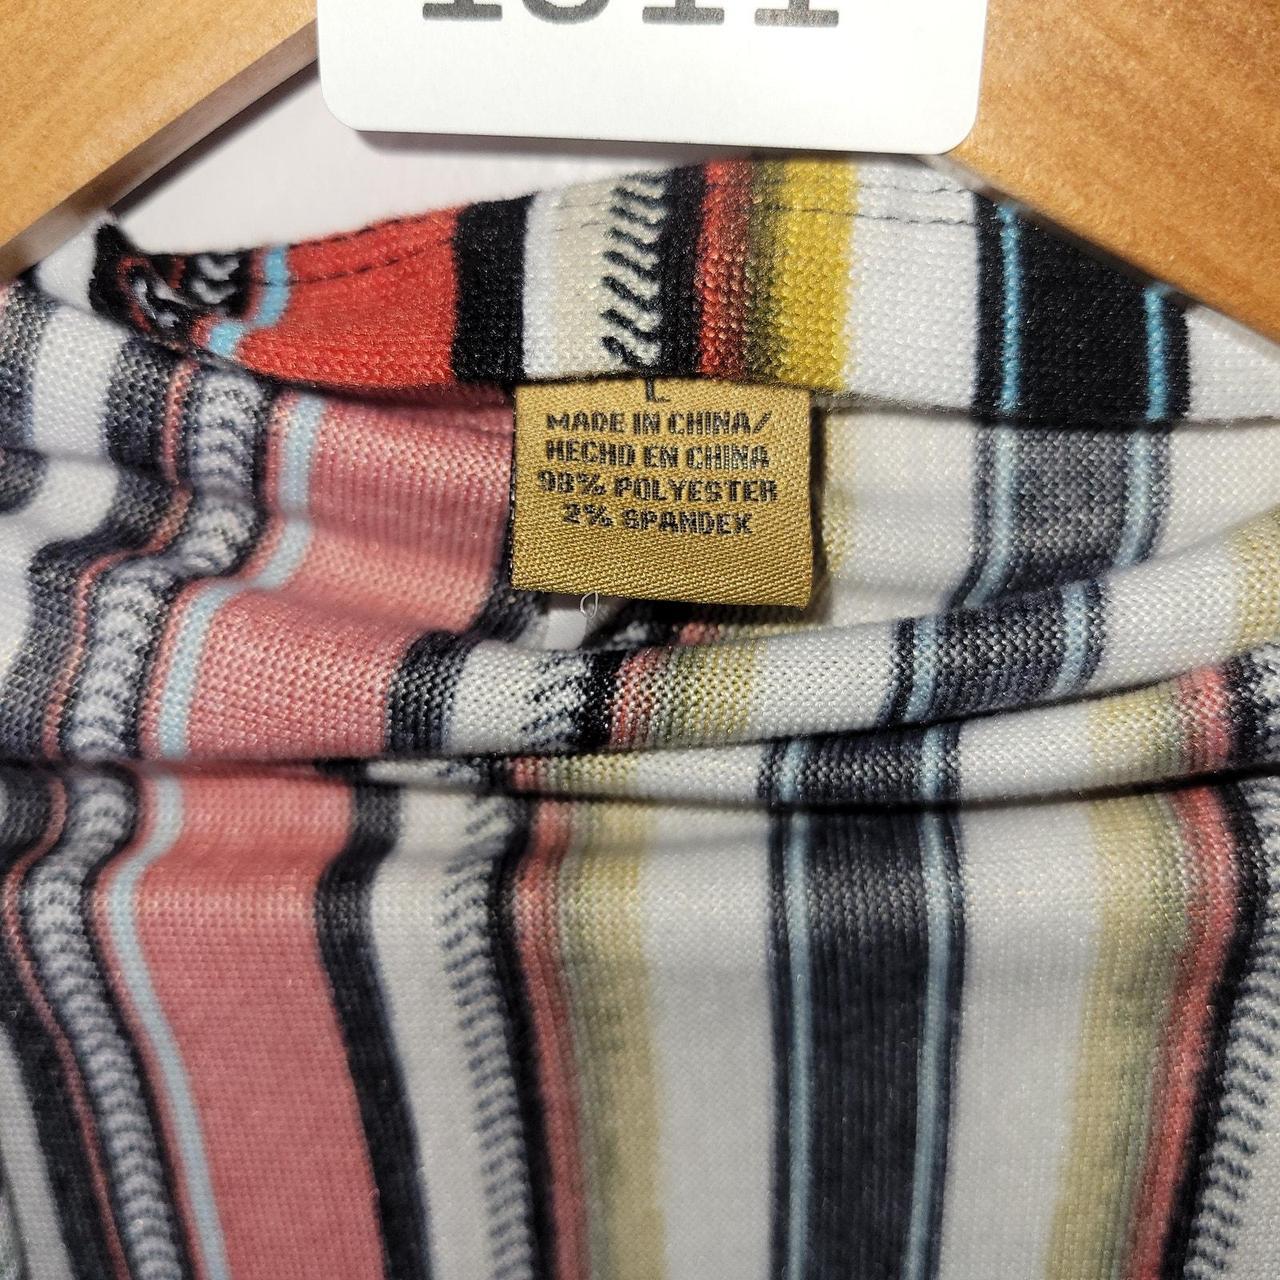 L
MADE IN CHINA/
HECHO EN CHINA
98% POLYESTER
2% SPANDEX